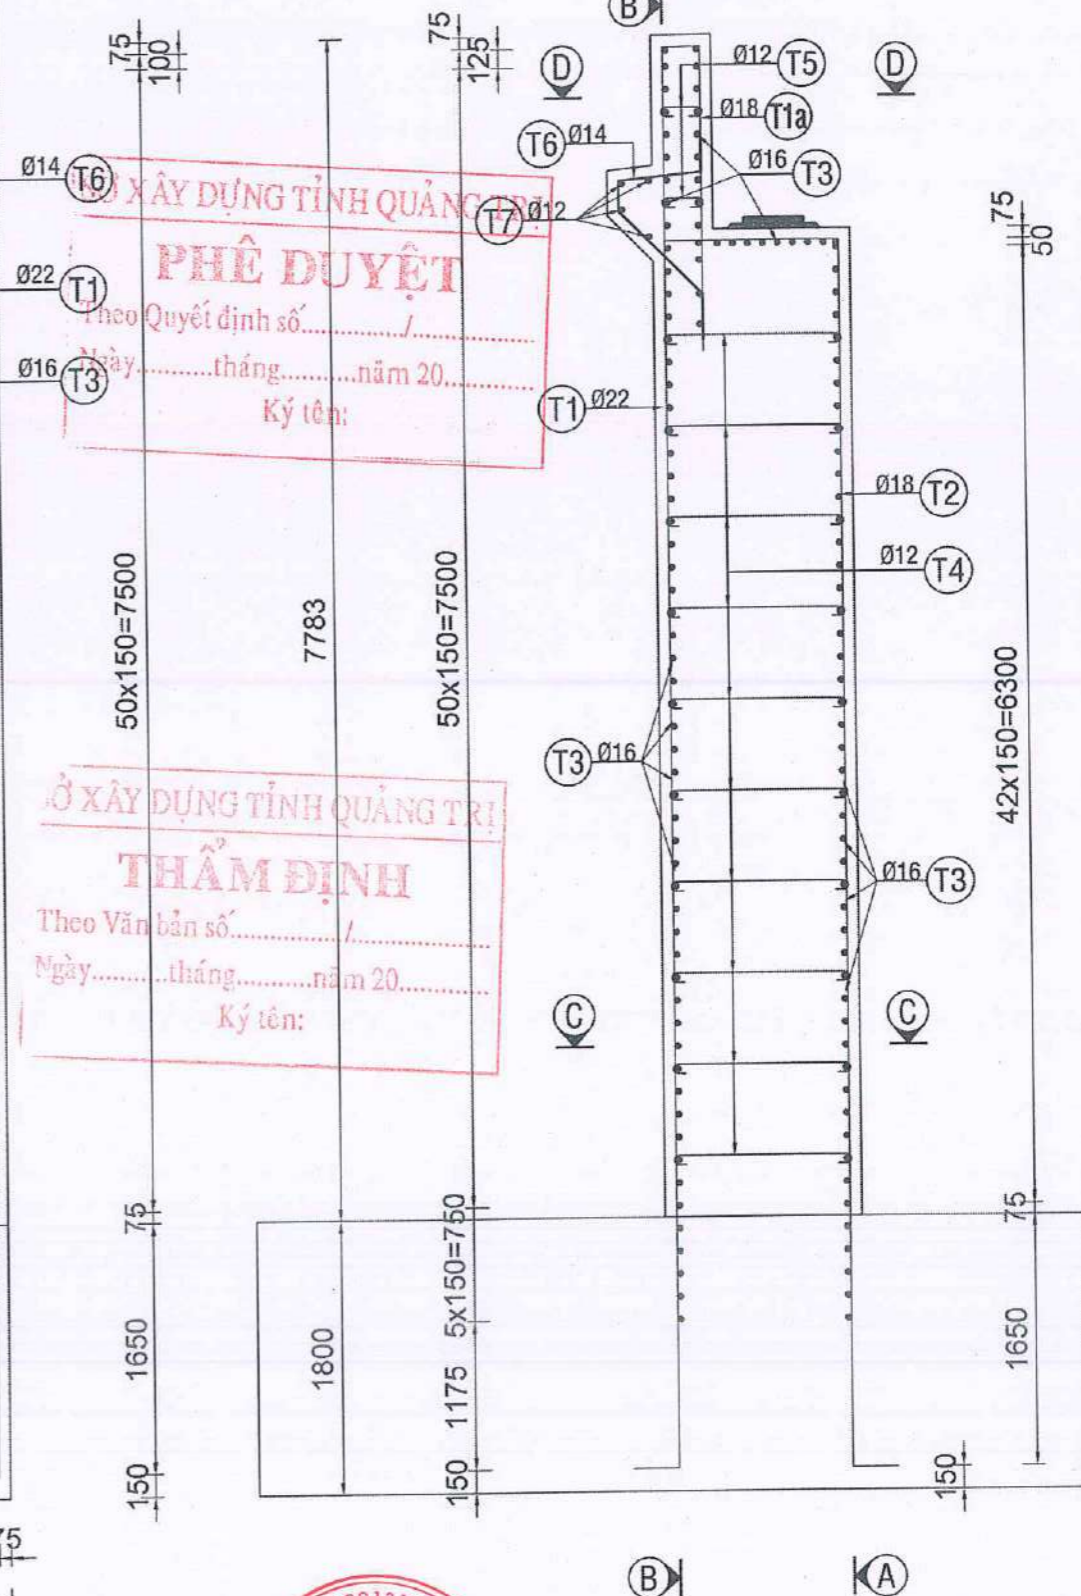 B
75
100
75
125
D
Ø12 T5
D
Ø18 T1a
T6 Ø14
Ø16 T3
Ø14 T6
SỞ XÂY DỰNG TỈNH QUẢNG TRỊ
T7 Ø12
75
50
PHÊ DUYỆT
Ø22 T1
Theo Quyết định số............../..................
Ø16 T3
Ngày..........tháng..........năm 20............
Ký tên:
T1 Ø22
Ø18 T2
Ø12 T4
50x150=7500
7783
50x150=7500
42x150=6300
T3 Ø16
SỞ XÂY DỰNG TỈNH QUẢNG TRỊ
THẨM ĐỊNH
Ø16 T3
Theo Văn bản số............../..................
Ngày..........tháng..........năm 20............
Ký tên:
C
C
75
5x150=750
75
1650
1800
1175
1650
150
150
150
75
B
A